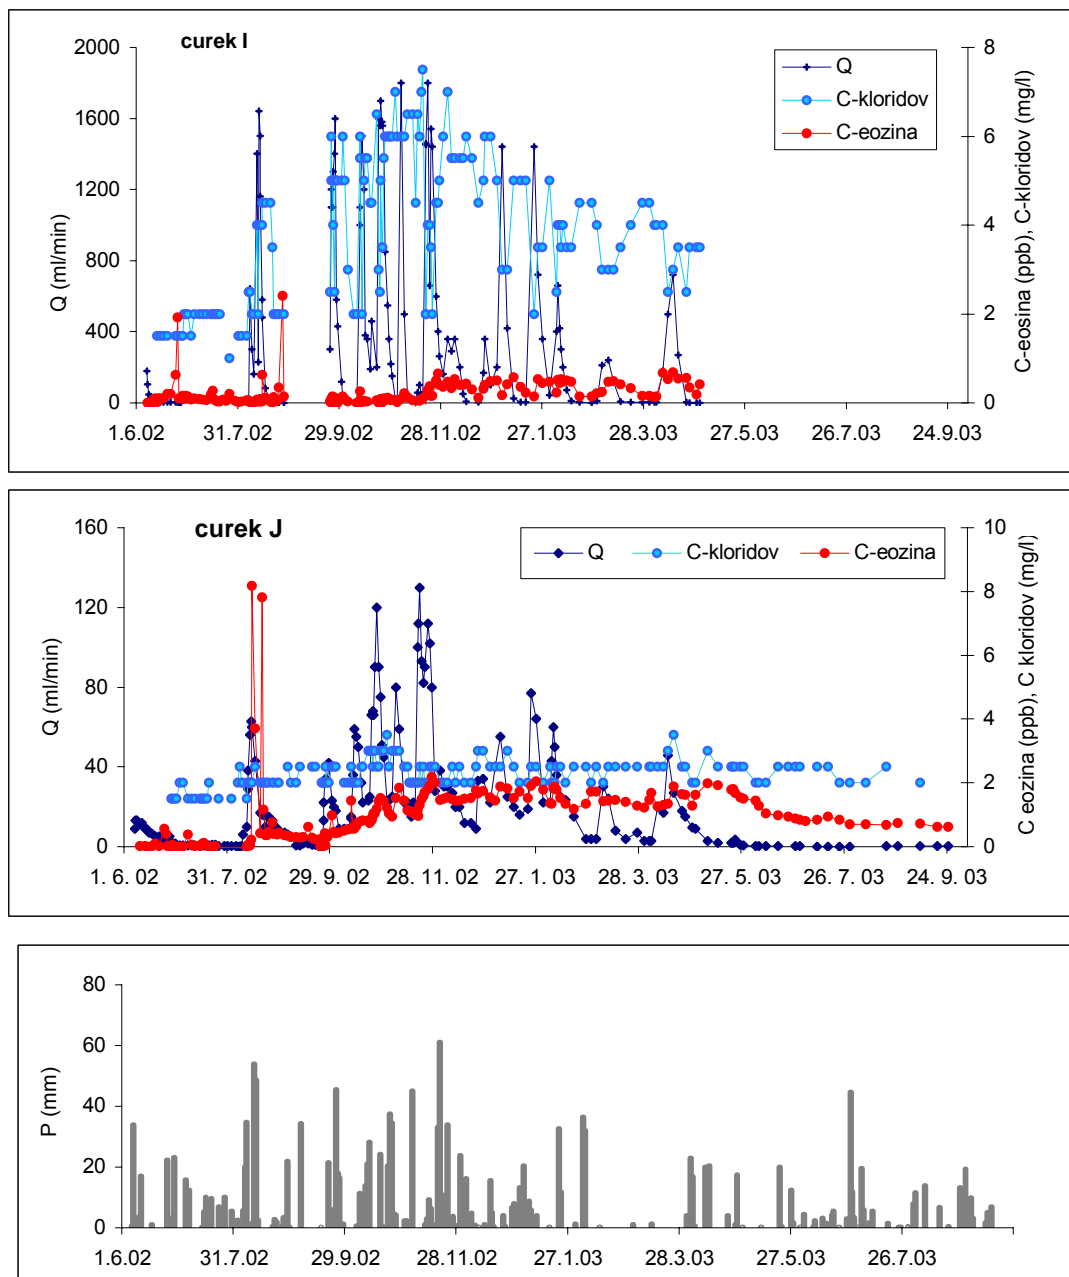 curek I
2000
1600
1200
800
400
0
Q (ml/min)
8
6
4
2
0
C-eosina (ppb), C-kloridov (mg/l)
Q
C-kloridov
C-eozina
1.6.02 31.7.02 29.9.02 28.11.02 27.1.03 28.3.03 27.5.03 26.7.03 24.9.03
curek J
160
120
80
40
0
Q (ml/min)
10
8
6
4
2
0
C eozina (ppb), C kloridov (mg/l)
Q C-kloridov C-eozina
1. 6. 02 31. 7. 02 29. 9. 02 28. 11. 02 27. 1. 03 28. 3. 03 27. 5. 03 26. 7. 03 24. 9. 03
80
60
40
20
0
P (mm)
1.6.02 31.7.02 29.9.02 28.11.02 27.1.03 28.3.03 27.5.03 26.7.03